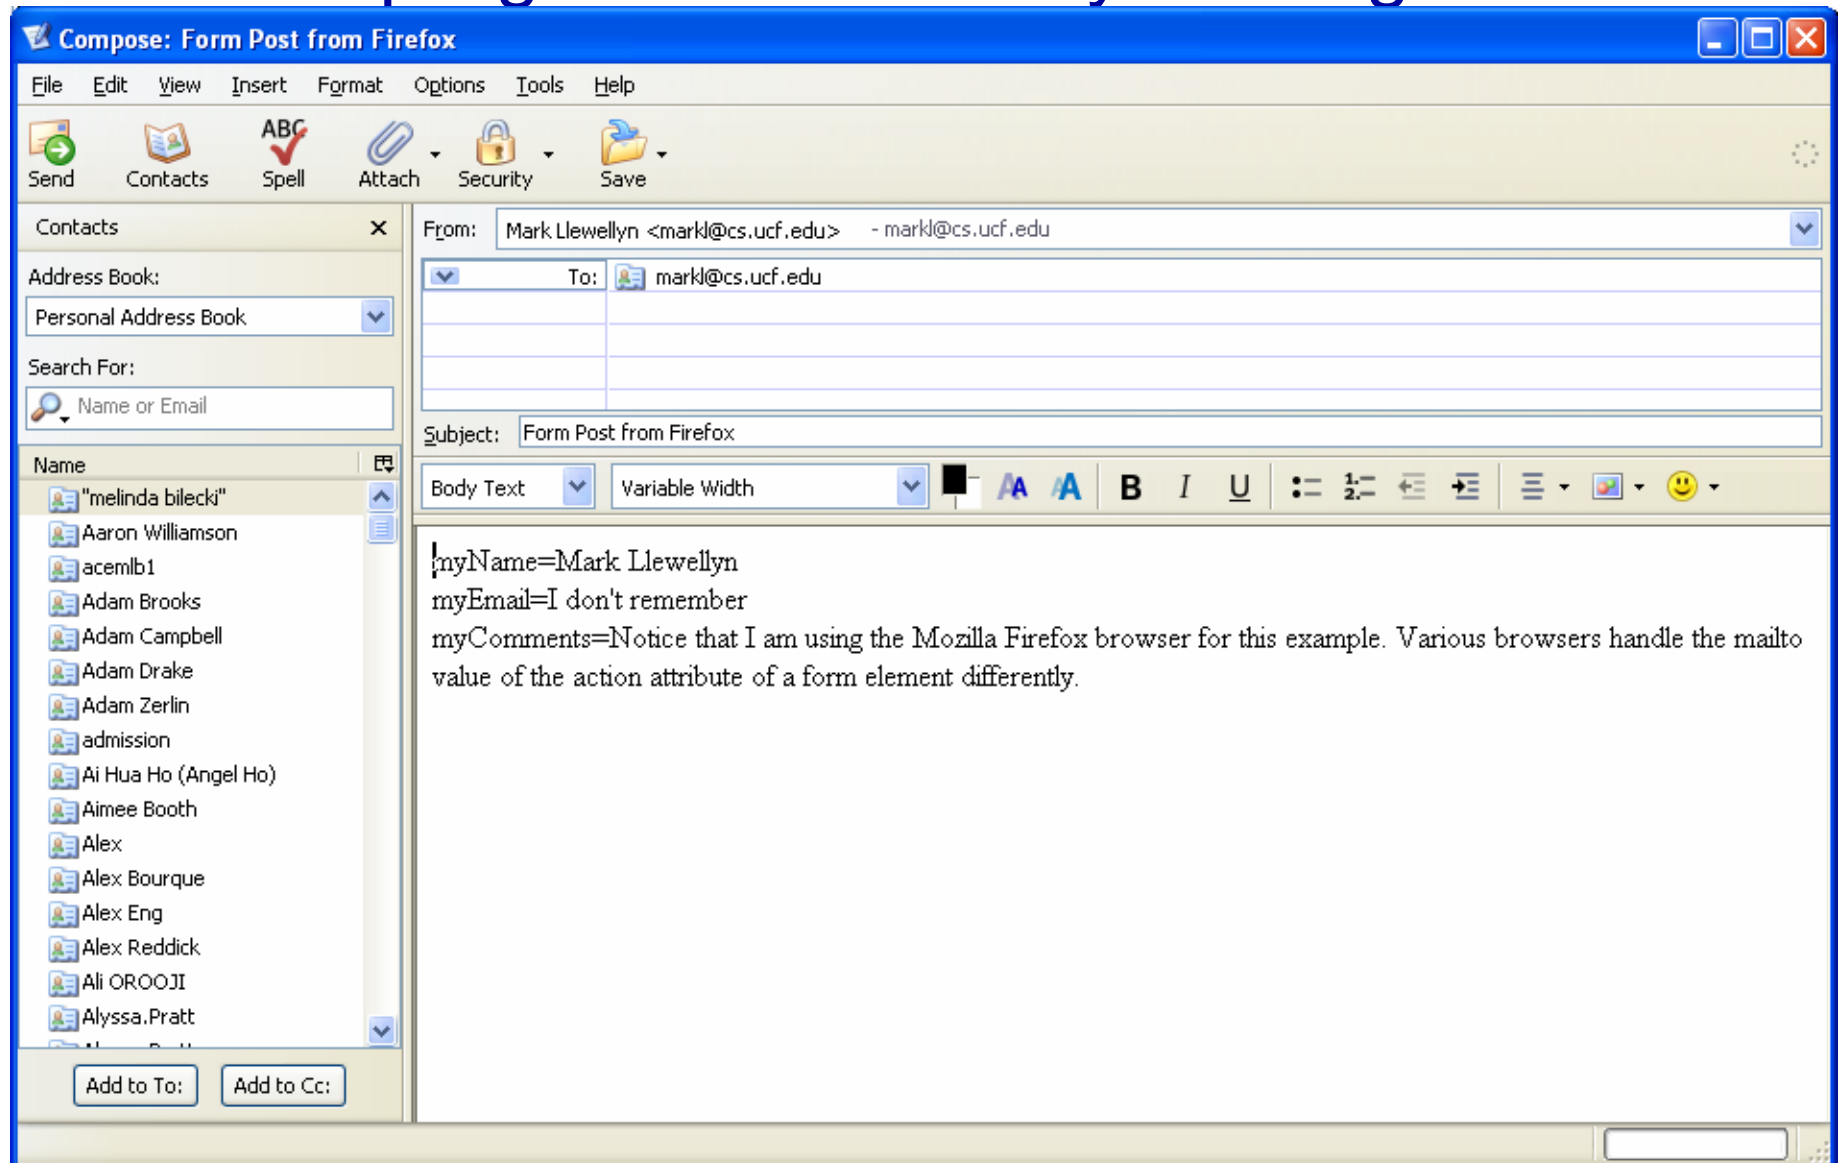 Compose: Form Post from Firefox
File Edit View Insert Format Options Tools Help
ABC
Send Contacts Spell Attach Security Save
Contacts
Address Book:
Personal Address Book
Search For:
Name or Email
Name
"melinda bilecki"
Aaron Williamson
acemlb1
Adam Brooks
Adam Campbell
Adam Drake
Adam Zerlin
admission
Ai Hua Ho (Angel Ho)
Aimee Booth
Alex
Alex Bourque
Alex Eng
Alex Reddick
Ali OROOJI
Alyssa.Pratt
Add to To: Add to Cc:
From: Mark Llewellyn <markl@cs.ucf.edu> - markl@cs.ucf.edu
To: markl@cs.ucf.edu
Subject: Form Post from Firefox
Body Text Variable Width AA AA B I U
myName=Mark Llewellyn
myEmail=I don't remember
myComments=Notice that I am using the Mozilla Firefox browser for this example. Various browsers handle the mailto
value of the action attribute of a form element differently.